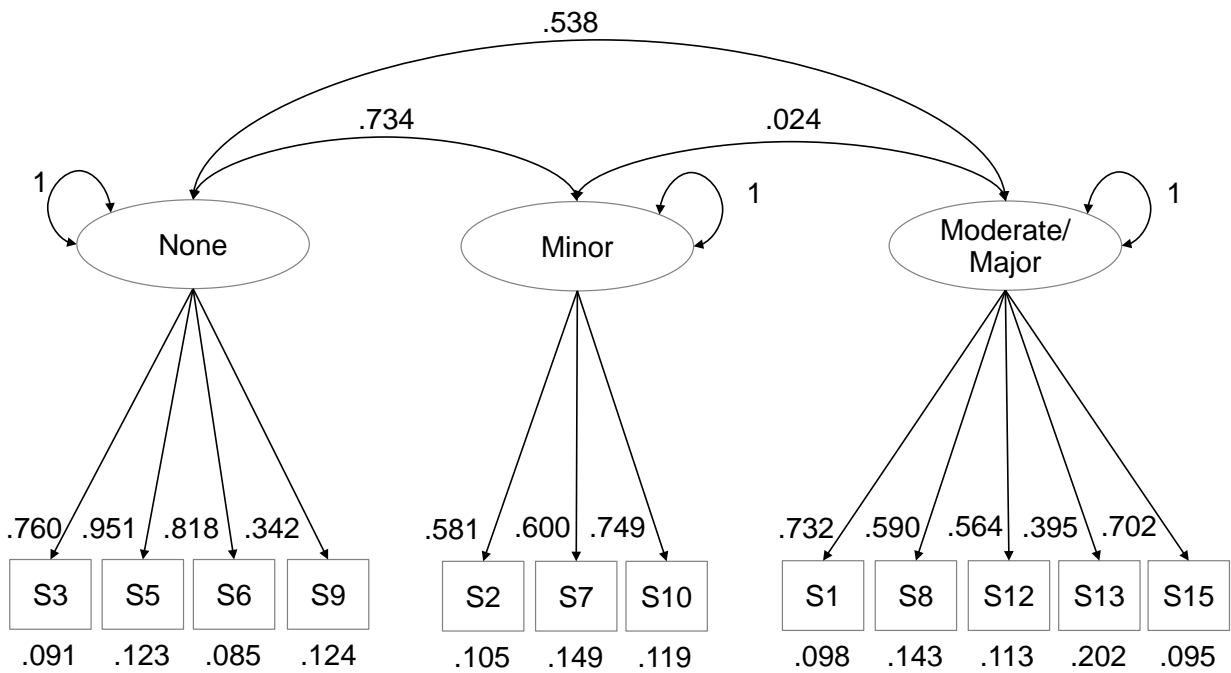 .538
.734
.024
1
1
1
None
Minor
Moderate/
Major
.760
.951
.818
.342
.581
.600
.749
.732
.590
.564
.395
.702
S3
S5
S6
S9
S2
S7
S10
S1
S8
S12
S13
S15
.091
.123
.085
.124
.105
.149
.119
.098
.143
.113
.202
.095